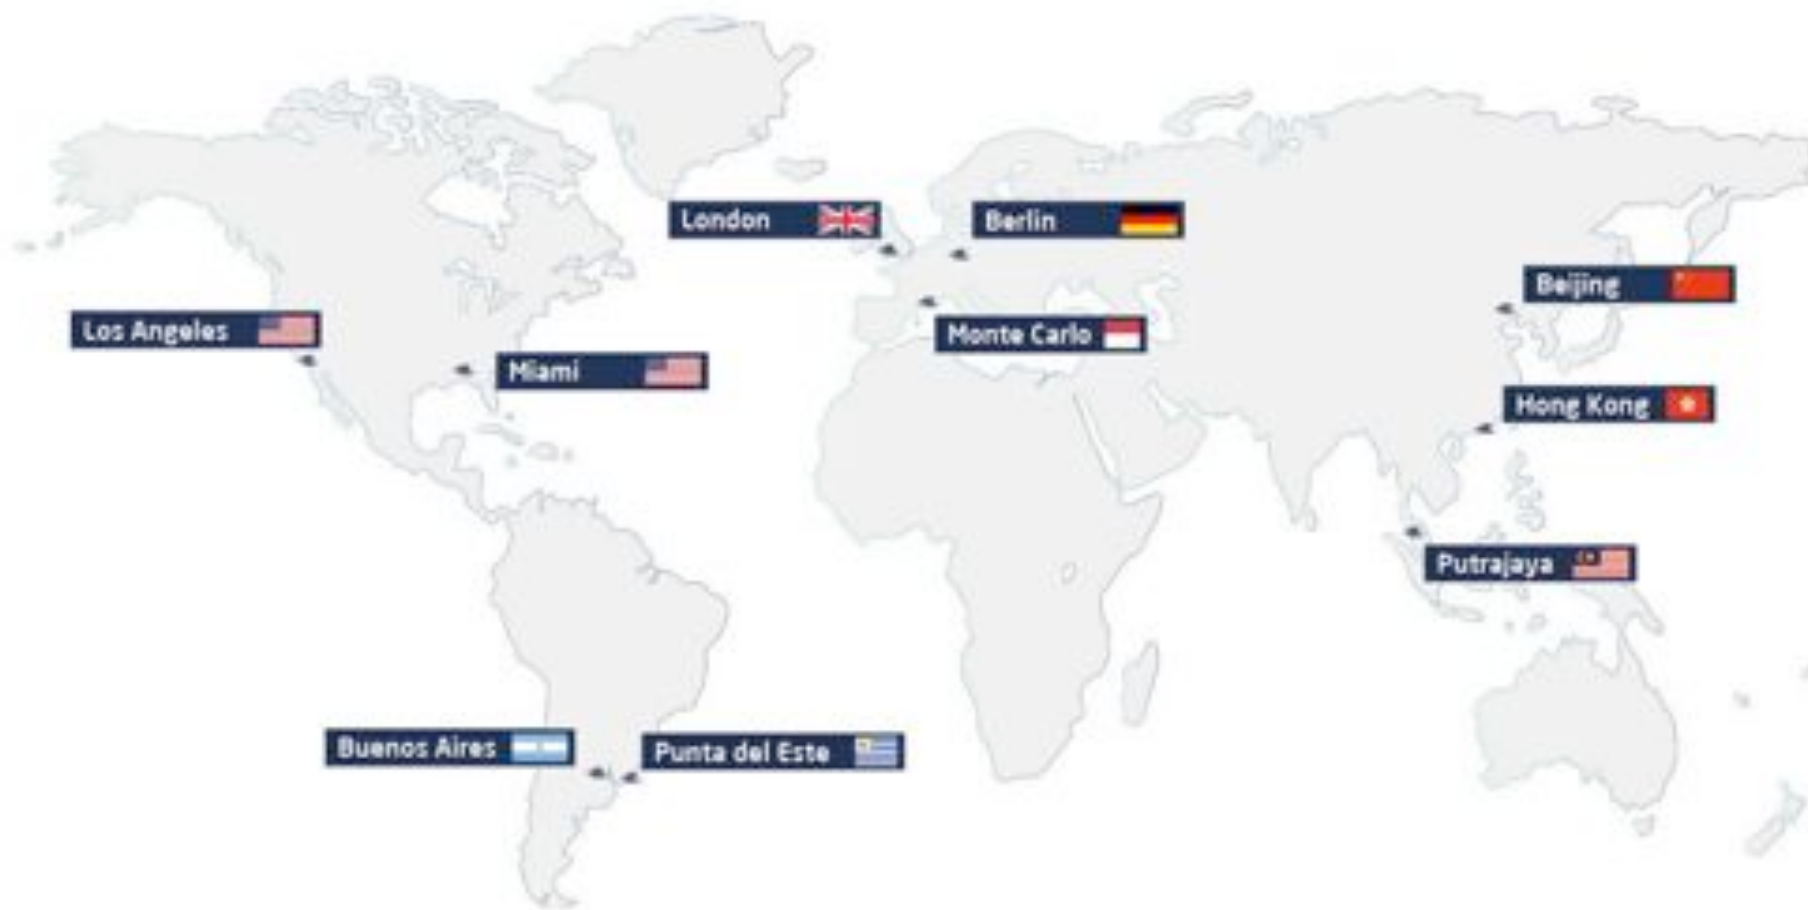 London
Berlin
Beijing
Los Angeles
Monte Carlo
Miami
Hong Kong
Putrajaya
Buenos Aires
Punta del Este